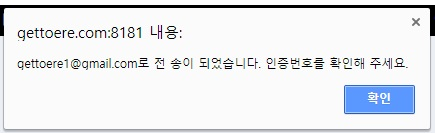 gettoere.com:8181 내용:
gettoere1@gmail.com로 전 송이 되었습니다. 인증번호를 확인해 주세요.
확인